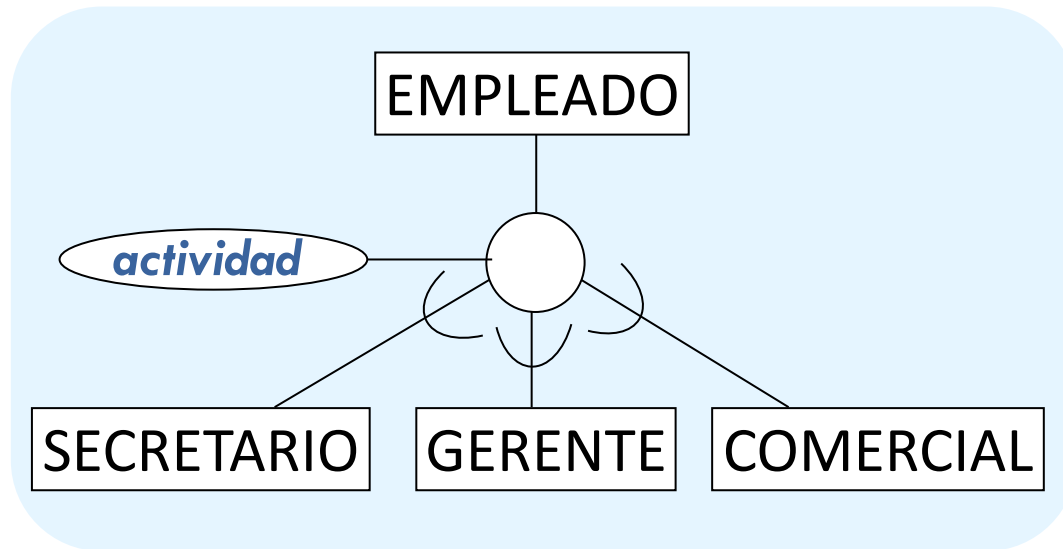 EMPLEADO
actividad
SECRETARIO
GERENTE
COMERCIAL